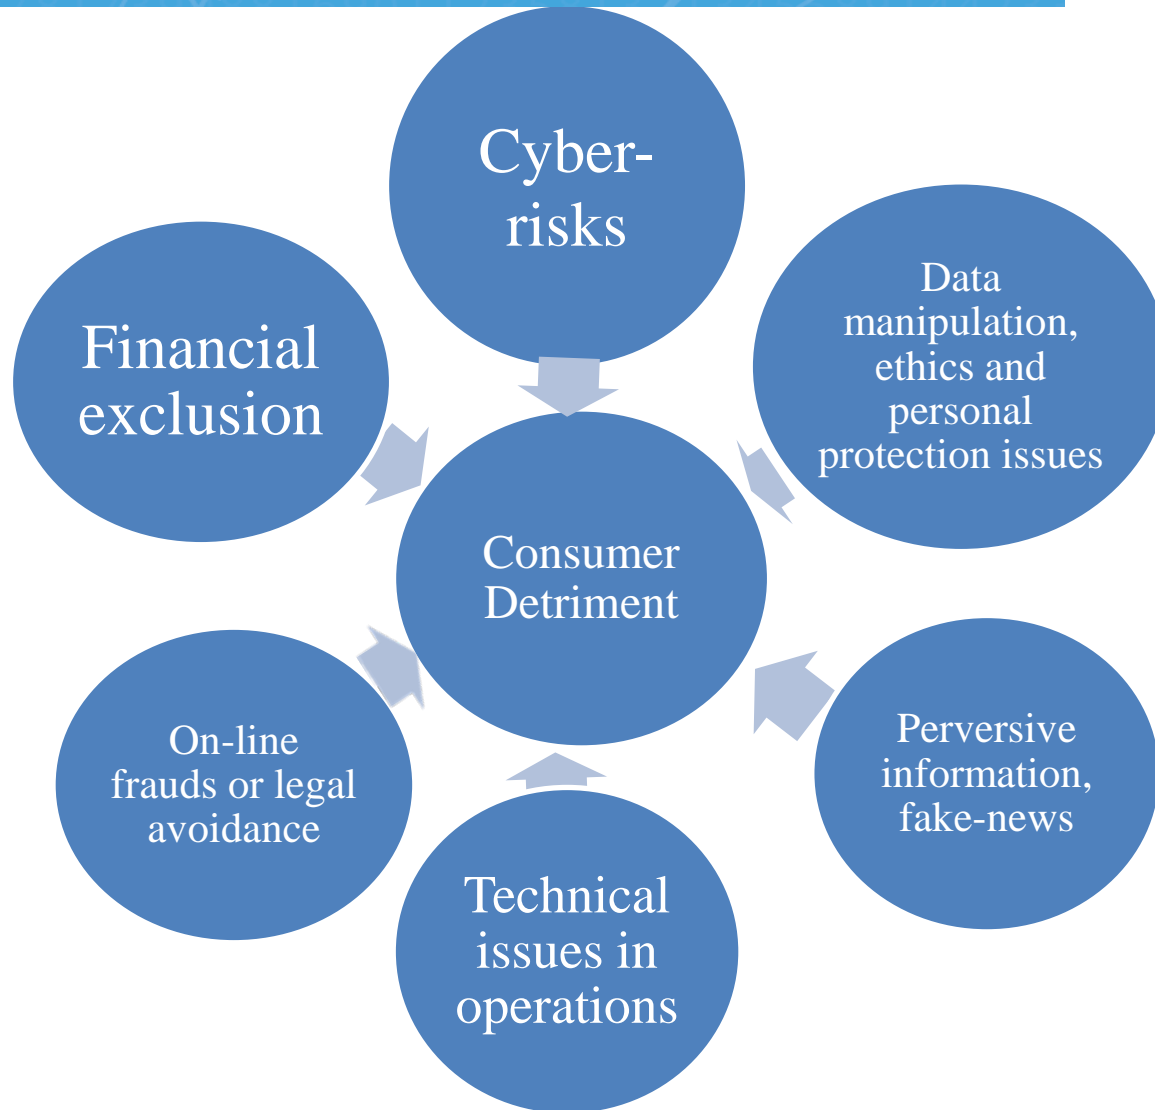 Cyber-
risks
Data
manipulation,
ethics and
personal
protection issues
Financial
exclusion
Consumer
Detriment
On-line
frauds or legal
avoidance
Perversive
information,
fake-news
Technical
issues in
operations